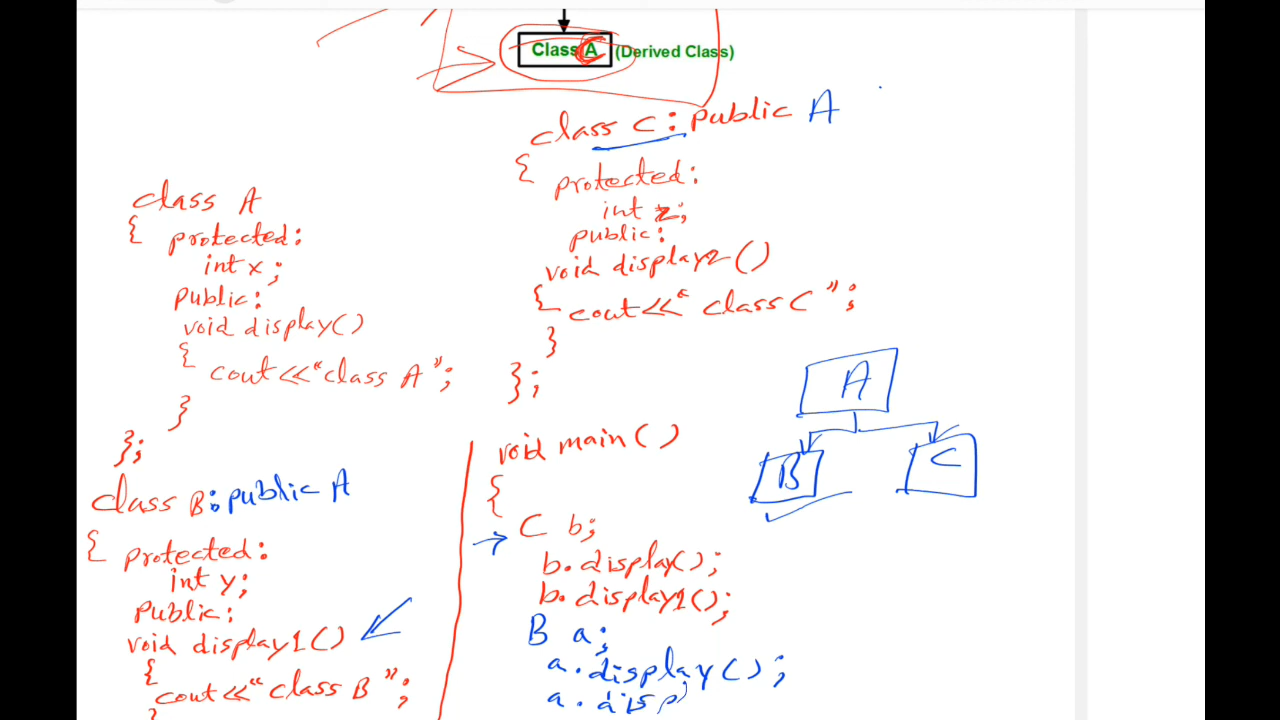 Class A C (Derived Class)
class A
{ protected:
int x;
public:
void display()
{
cout<<"class A";
}
};
class B: public A
{ protected:
int y;
public:
void display1()
{
cout<<"class B";
}
class C: public A
{
protected:
int z;
public:
void display2()
{
cout<<"class C";
}
};
void main()
{
C b;
b.display();
b.display1();
B a;
a.display();
a.disp
A
B
C